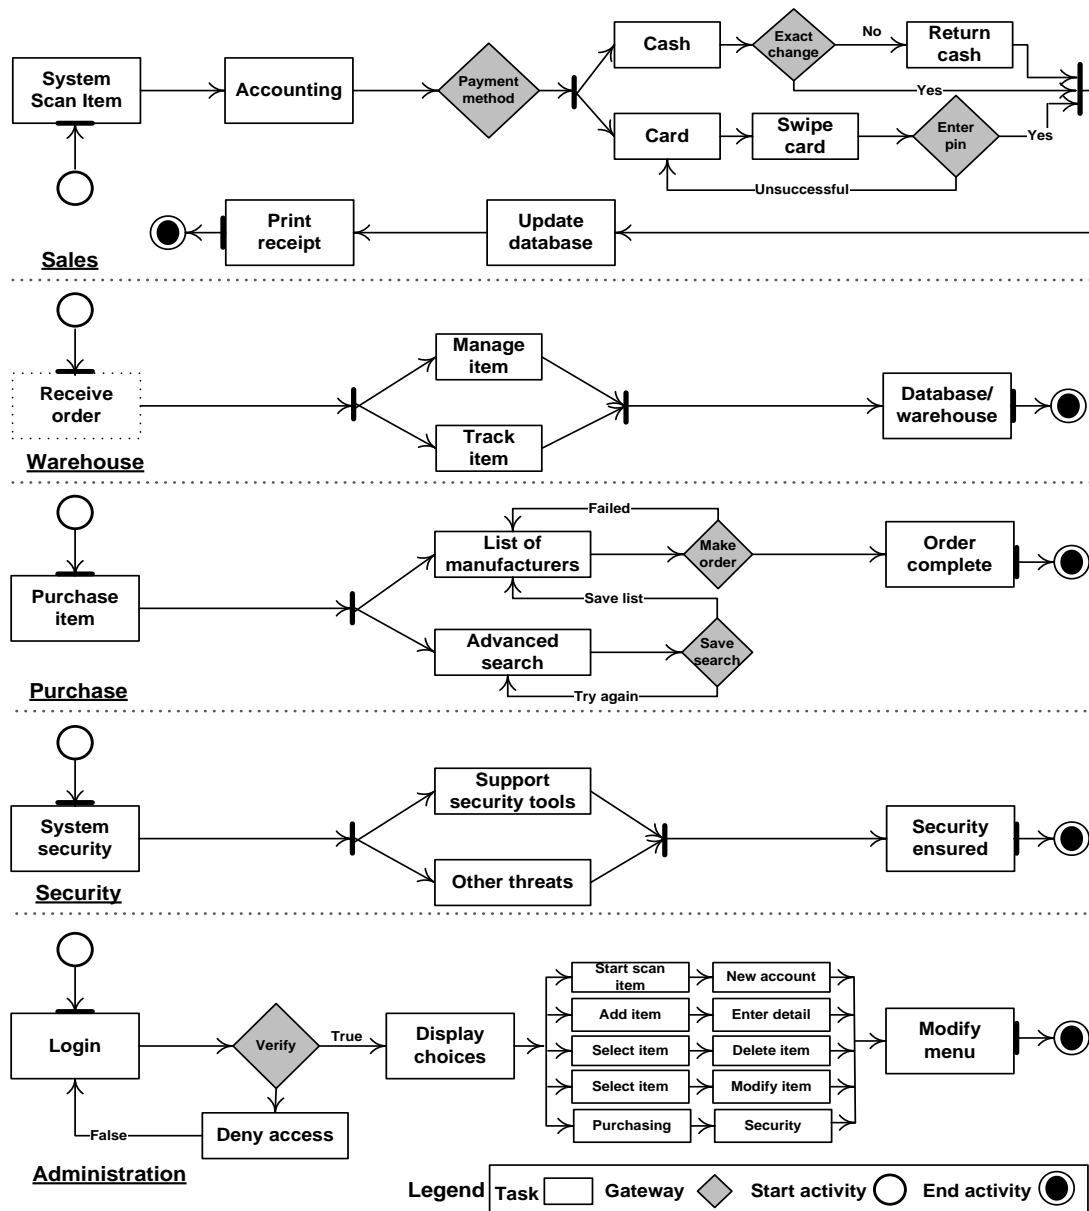 System
Scan Item
Accounting
Payment
method
Cash
Exact
change
No
Return
cash
Yes
Card
Swipe
card
Enter
pin
Yes
Unsuccessful
Print
receipt
Update
database
Sales
Receive
order
Manage
item
Track
item
Database/
warehouse
Warehouse
Purchase
item
Failed
List of
manufacturers
Make
order
Order
complete
Save list
Advanced
search
Save
search
Try again
Purchase
System
security
Support
security tools
Other threats
Security
ensured
Security
Login
Verify
True
Display
choices
Start scan
item
New account
Add item
Enter detail
Select item
Delete item
Select item
Modify item
Purchasing
Security
Modify
menu
False
Deny access
Administration
Legend
Task
Gateway
Start activity
End activity